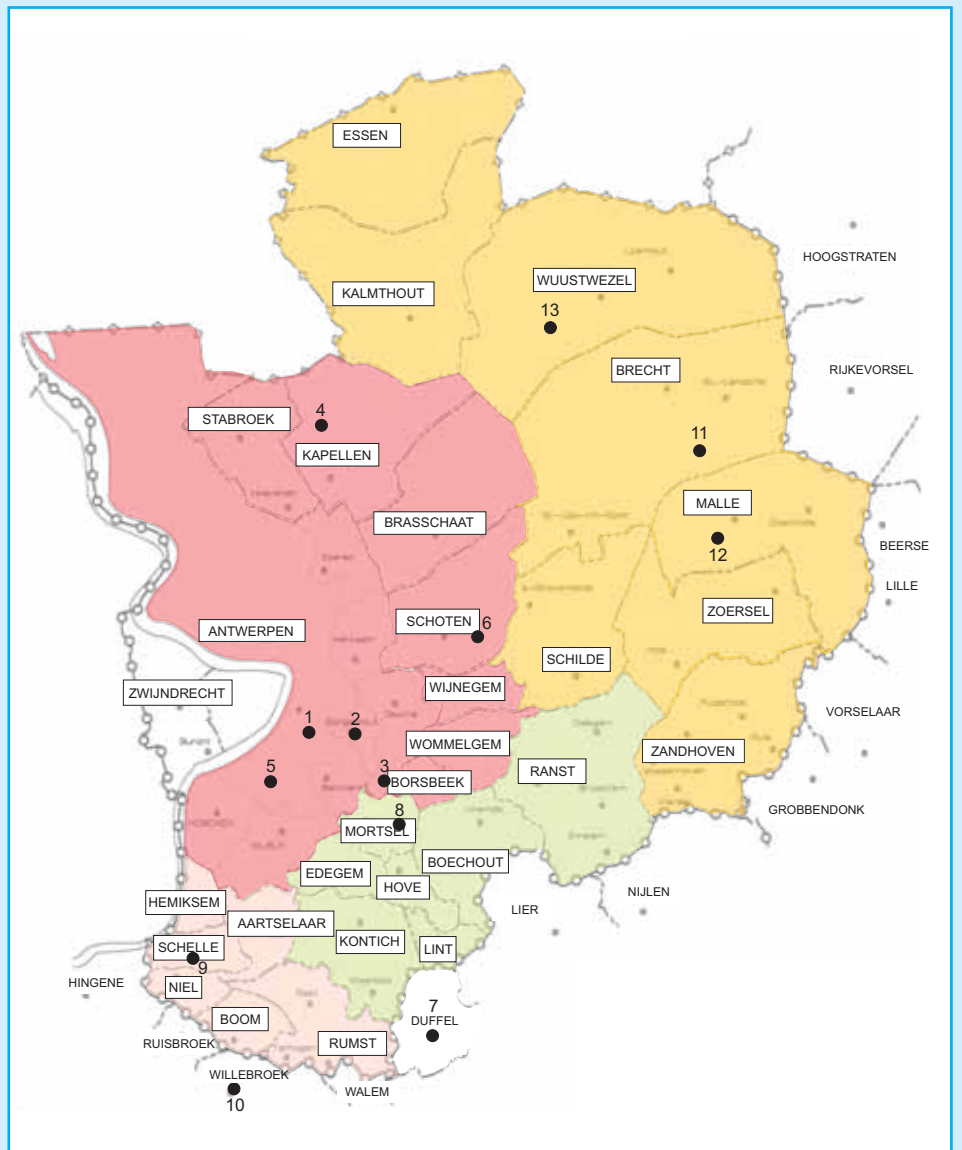 ESSEN
HOOGSTRATEN
WUUSTWEZEL
KALMTHOUT
13
BRECHT
RIJKEVORSEL
4
STABROEK
11
KAPELLEN
MALLE
BRASSCHAAT
BEERSE
12
LILLE
ZOERSEL
SCHOTEN
6
ANTWERPEN
SCHILDE
WIJNEGEM
ZWIJNDRECHT
VORSELAAR
1
2
WOMMELGEM
ZANDHOVEN
5
3
RANST
BORSBEEK
8
GROBBENDONK
MORTSEL
BOECHOUT
EDEGEM
HOVE
NIJLEN
HEMIKSEM
LIER
AARTSELAAR
KONTICH
SCHELLE
LINT
9
HINGENE
NIEL
7
BOOM
DUFFEL
RUISBROEK
RUMST
WILLEBROEK
WALEM
10